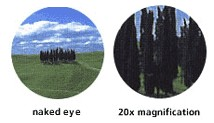 naked eye
20x magnification